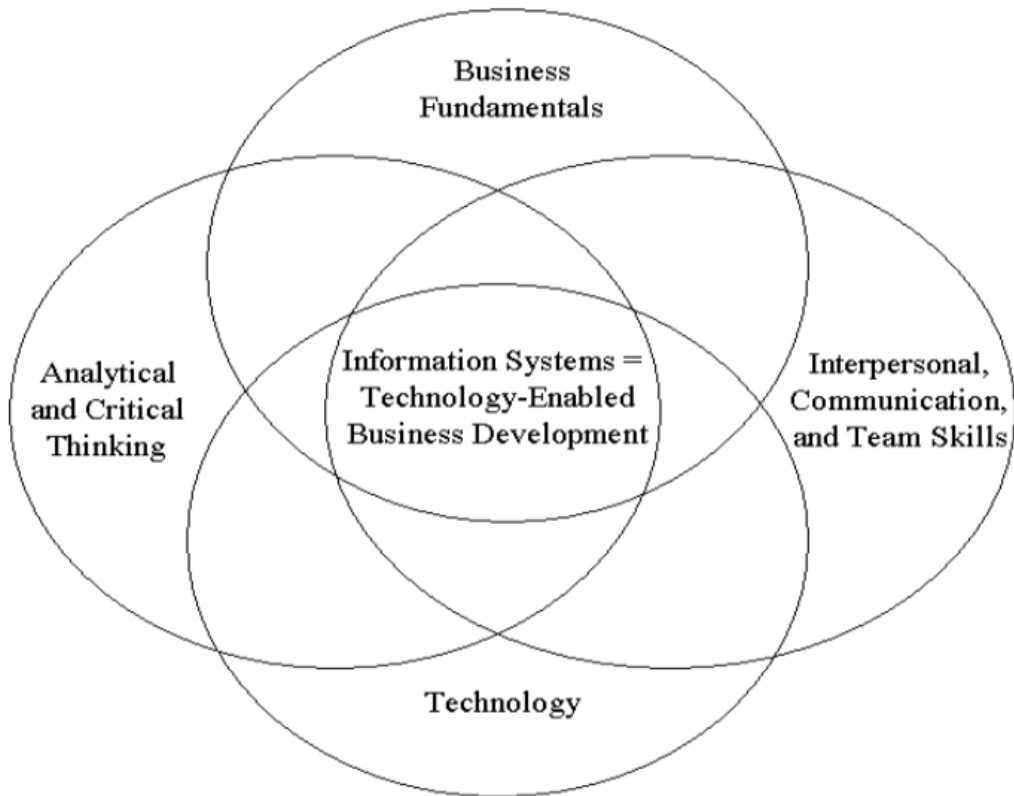 Business
Fundamentals
Analytical
and Critical
Thinking
Information Systems =
Technology-Enabled
Business Development
Interpersonal,
Communication,
and Team Skills
Technology